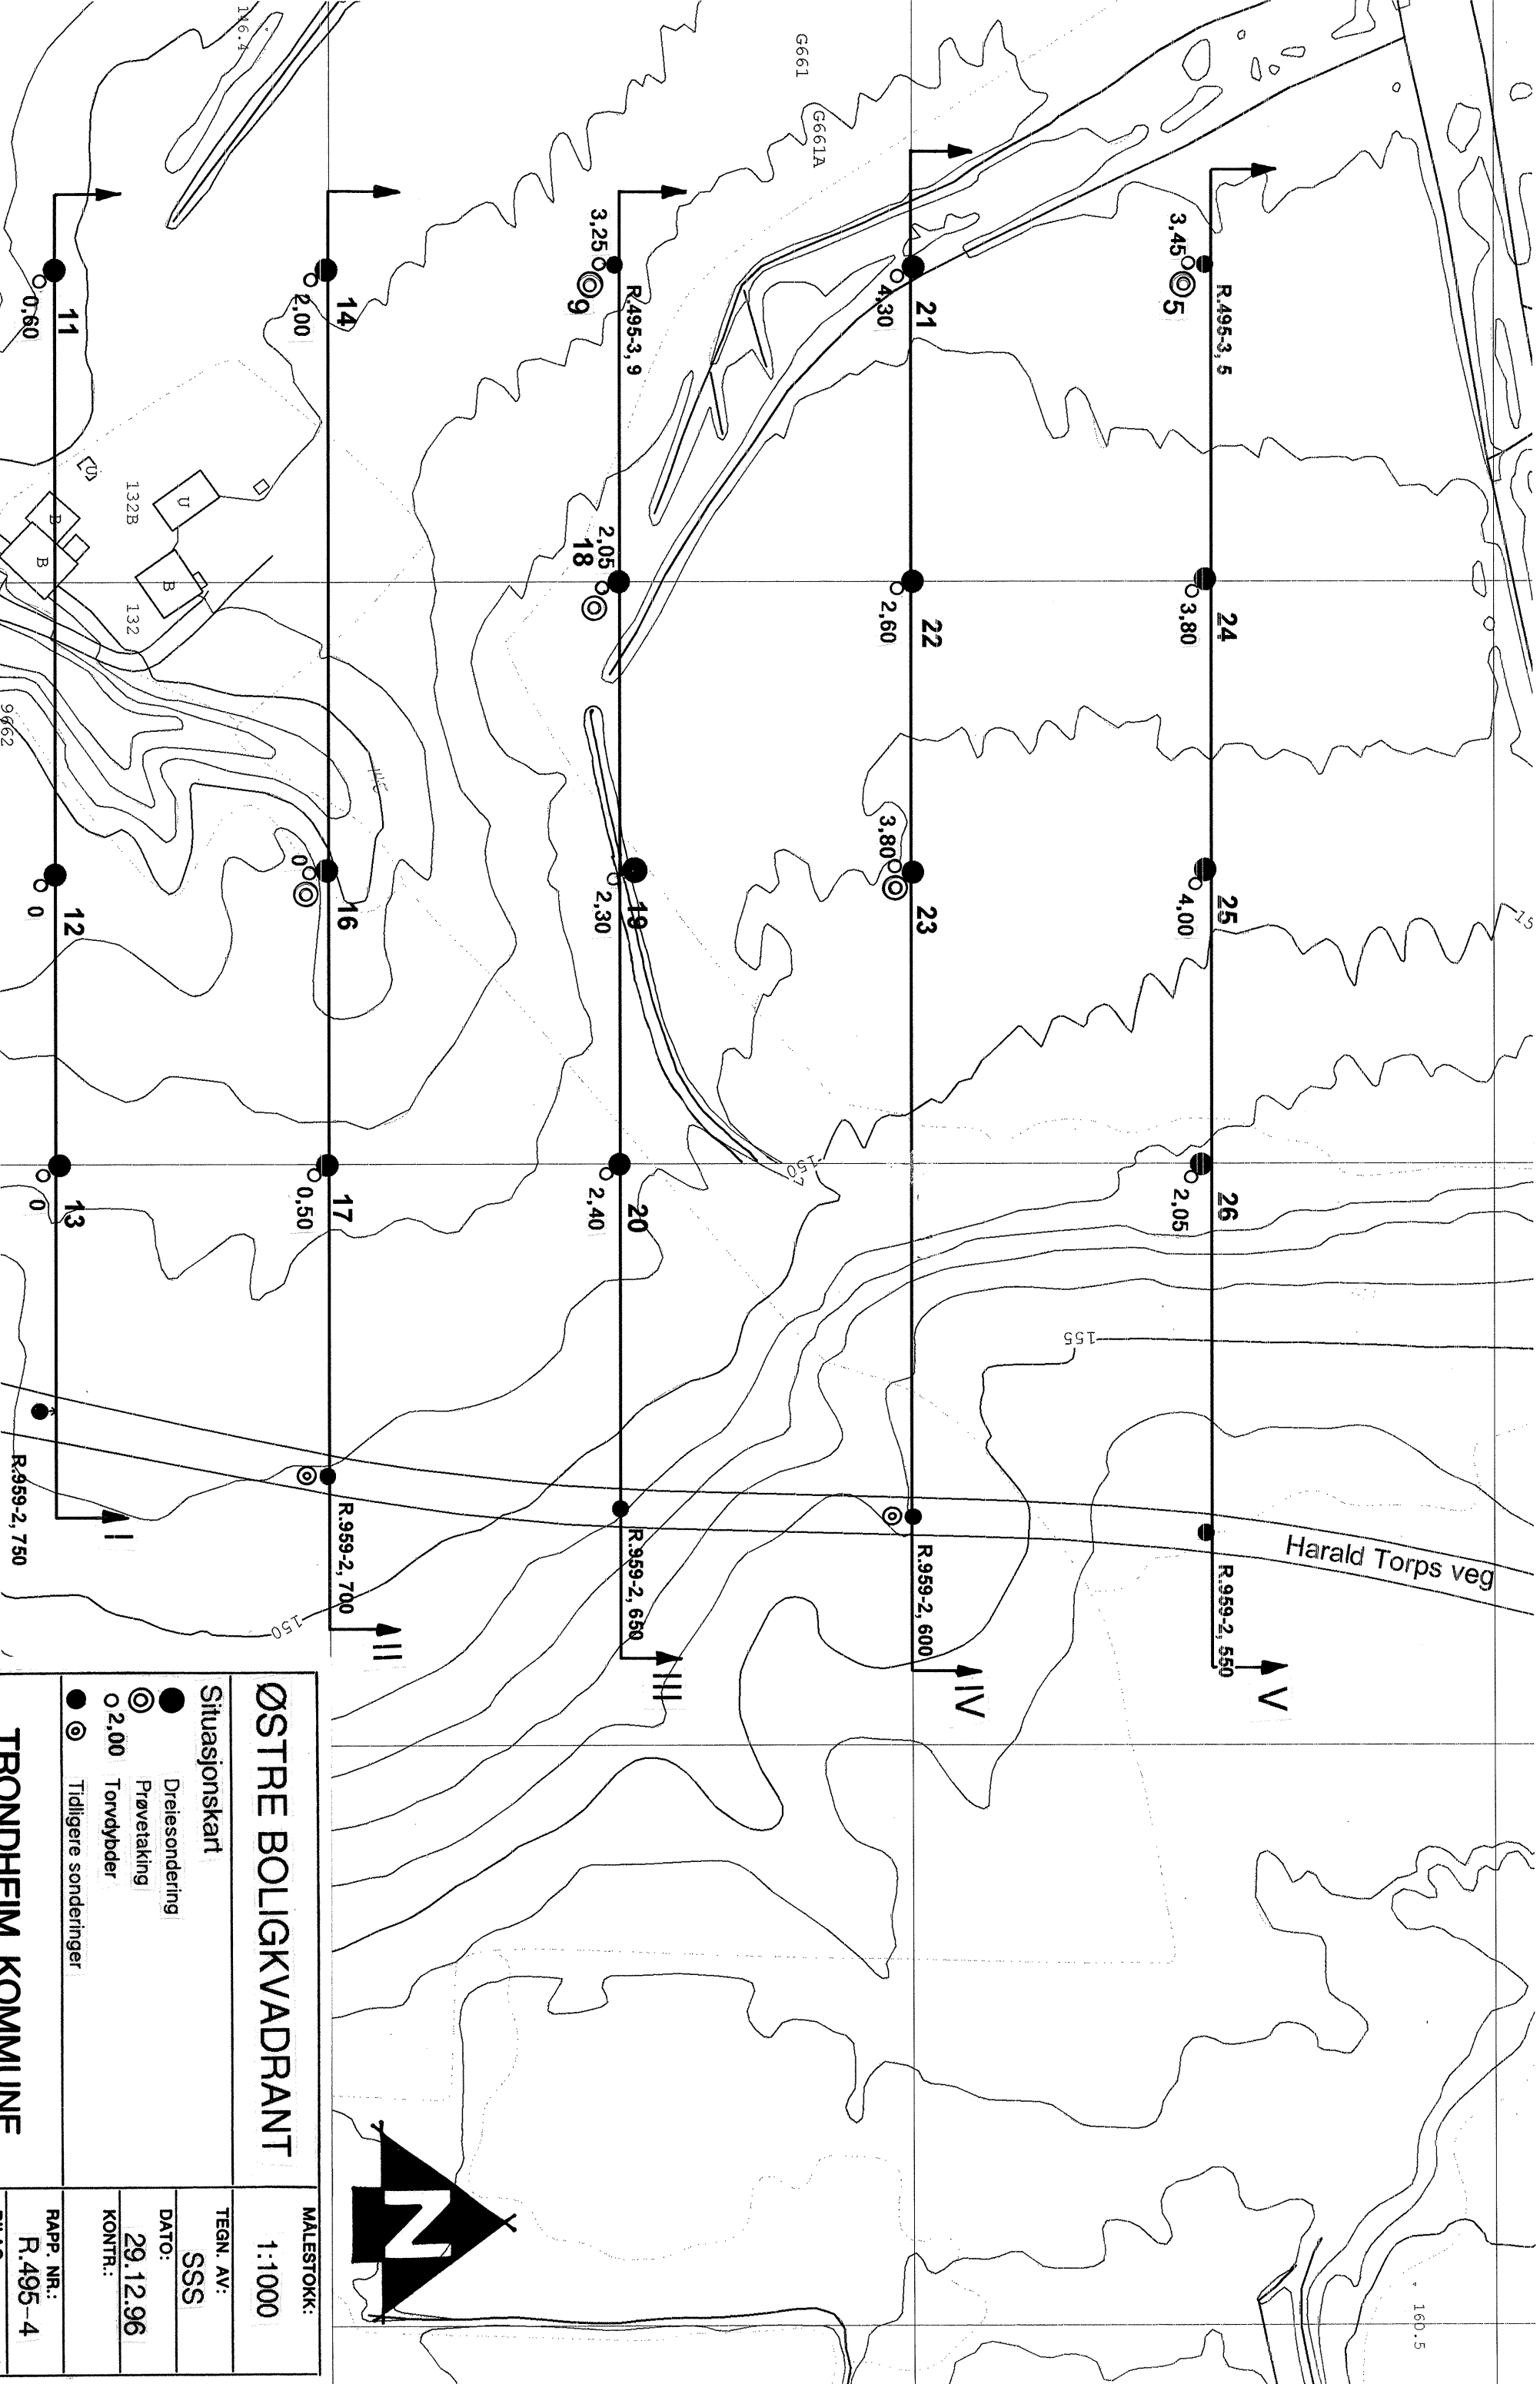 146.4
G661
G661A
3,45
5
R.495-3, 5
24
3,80
25
4,00
26
2,05
R.959-2, 550
V
Harald Torps veg
21
4,30
22
2,60
3,80
23
R.959-2, 600
IV
3,25
9
R.495-3, 9
2,05
18
19
2,30
20
2,40
R.959-2, 650
III
14
2,00
0
16
17
0,50
R.959-2, 700
II
11
0,60
12
0
13
0
R.959-2, 750
I
U
132B
U
B
B
B
132
9662
-150-
155
-150-
160.5
ØSTRE BOLIGKVADRANT
Situasjonskart
Dreiesondering
Prøvetaking
2,00 Torvdybder
Tidligere sonderinger
TRONDHEIM KOMMUNE
MÅLESTOKK:
1:1000
TEGN. AV:
SSS
DATO:
29.12.96
KONTR.:
RAPP. NR.:
R.495-4
N